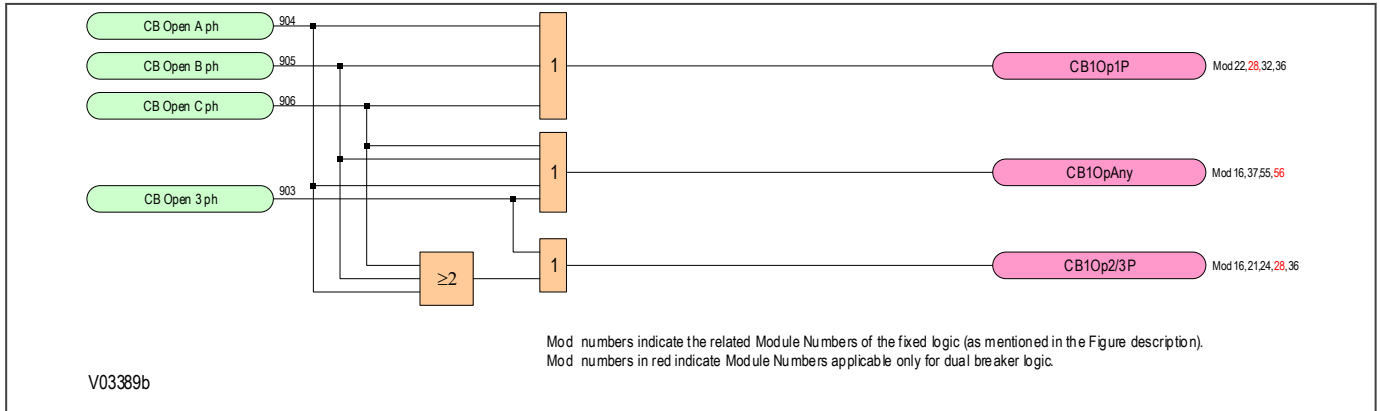 CB Open A ph
904
CB Open B ph
905
1
CB1Op1P
Mod 22,28,32,36
CB Open C ph
906
1
CB1OpAny
Mod 16,37,55,56
CB Open 3 ph
903
≥2
1
CB1Op2/3P
Mod 16,21,24,28,36
Mod numbers indicate the related Module Numbers of the fixed logic (as mentioned in the Figure description).
Mod numbers in red indicate Module Numbers applicable only for dual breaker logic.
V03389b